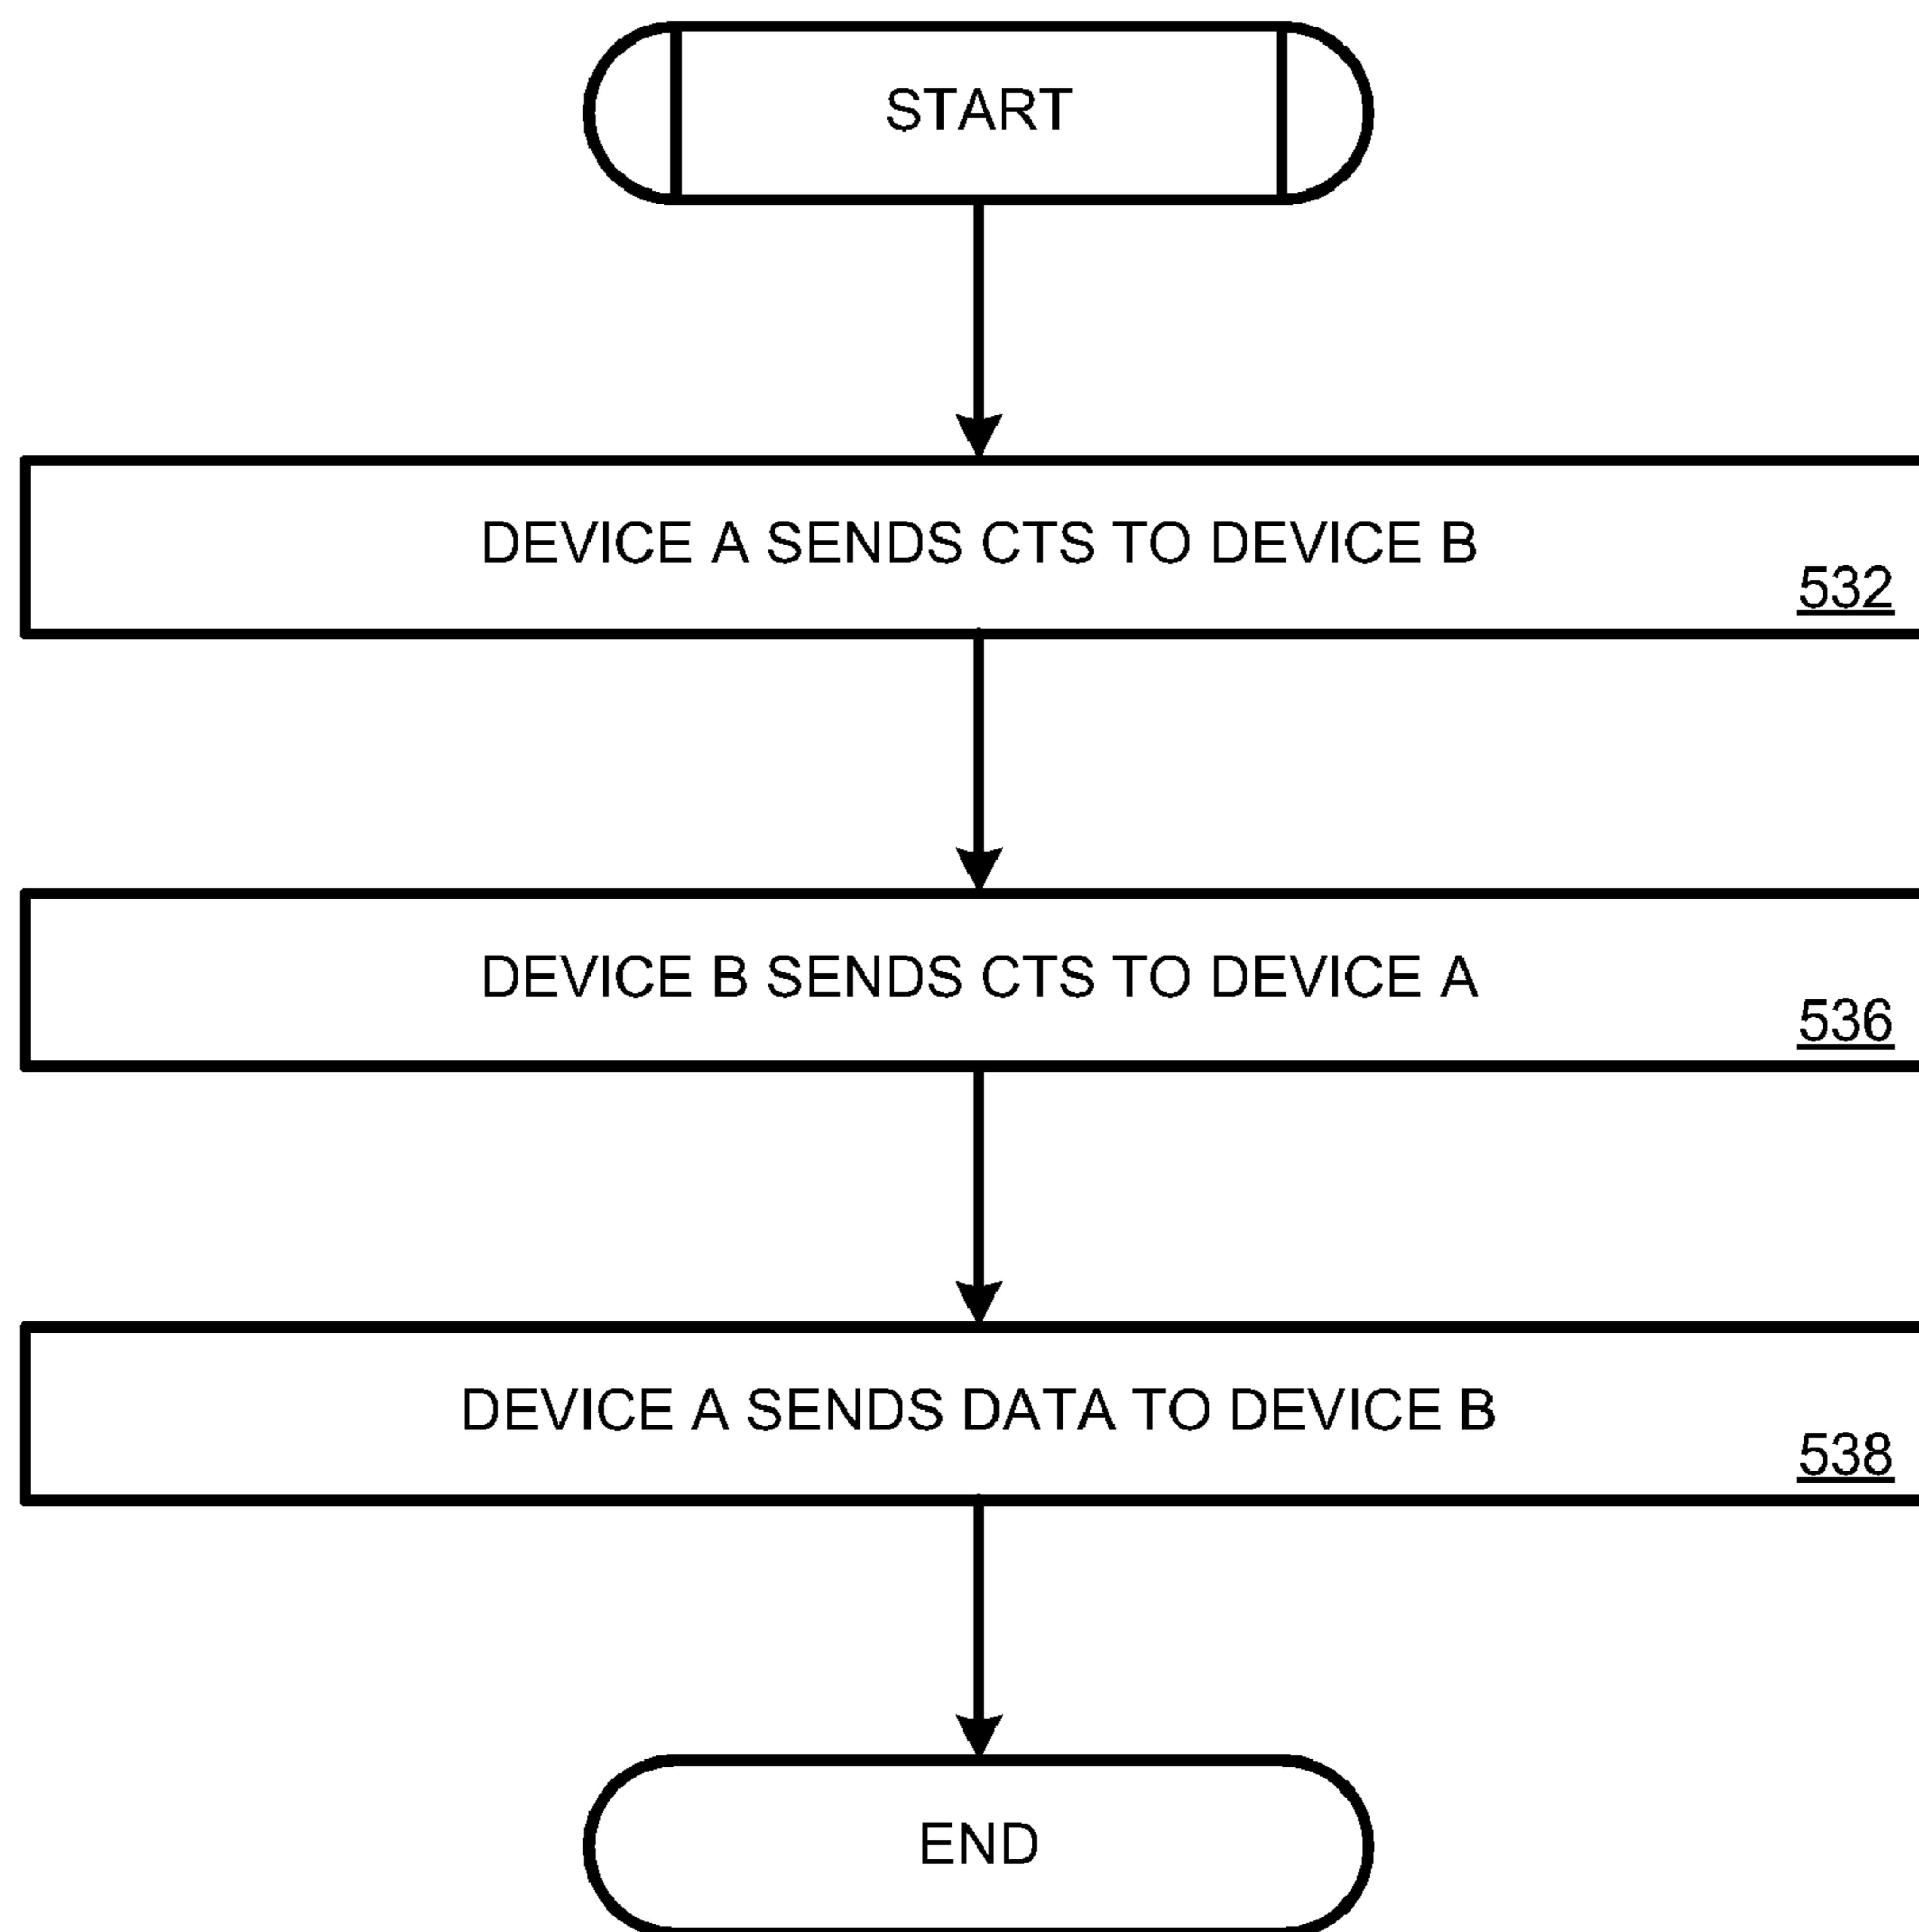 START
DEVICE A SENDS CTS TO DEVICE B
532
DEVICE B SENDS CTS TO DEVICE A
536
DEVICE A SENDS DATA TO DEVICE B
538
END